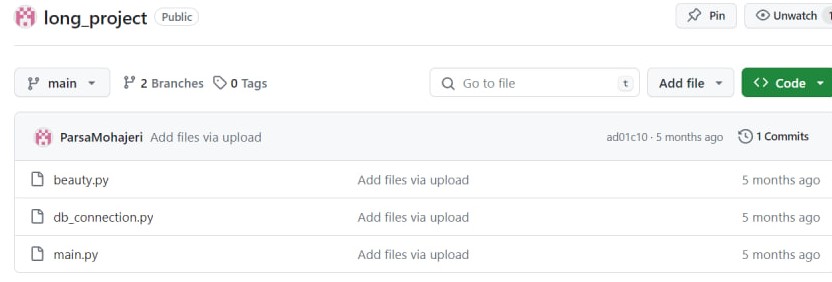 long_project Public Pin Unwatch 1
main 2 Branches 0 Tags Go to file t Add file Code
ParsaMohajeri Add files via upload ad01c10 · 5 months ago 1 Commits
beauty.py Add files via upload 5 months ago
db_connection.py Add files via upload 5 months ago
main.py Add files via upload 5 months ago